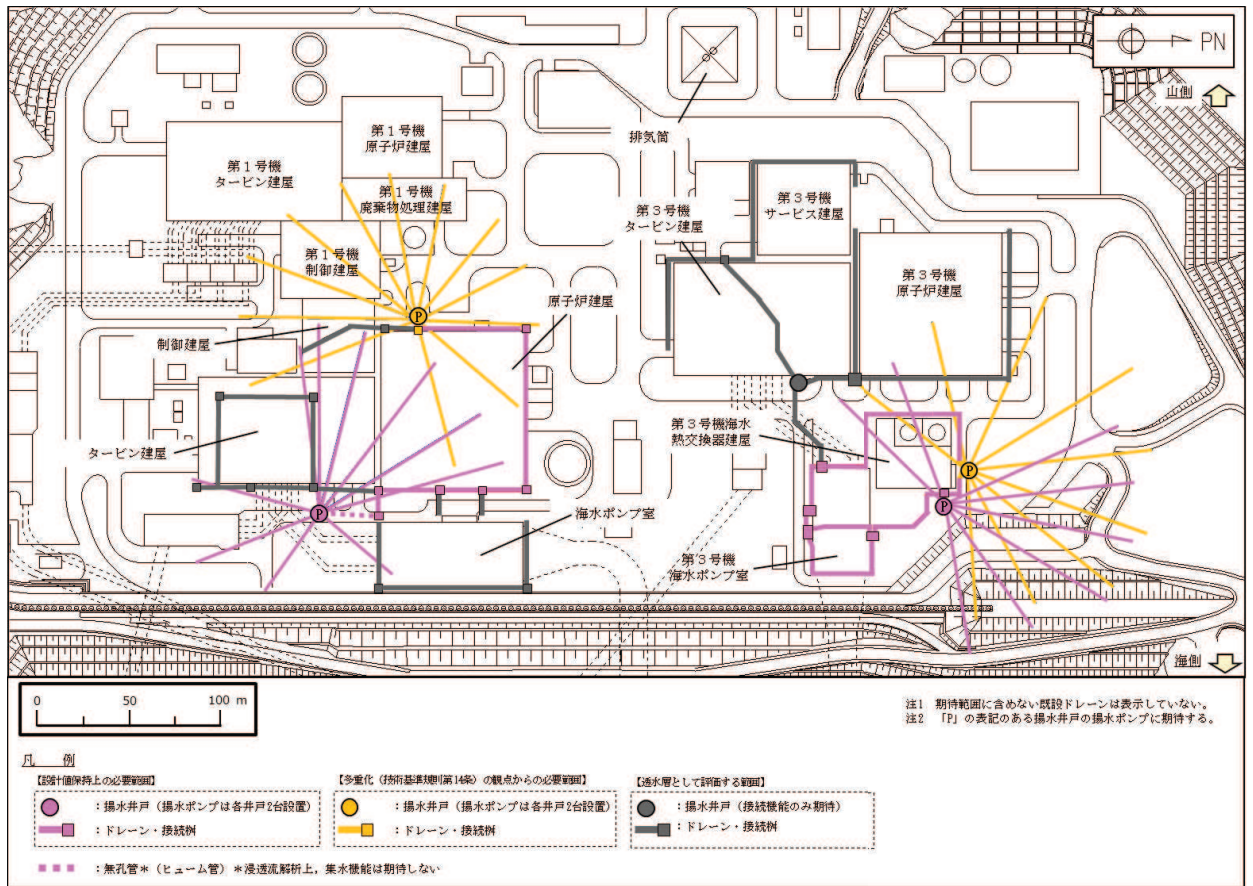 PN
山側
排気筒
第1号機
原子炉建屋
第1号機
タービン建屋
第1号機
廃棄物処理建屋
第3号機
サービス建屋
第3号機
タービン建屋
第1号機
制御建屋
第3号機
原子炉建屋
原子炉建屋
P
制御建屋
第3号機海水
熱交換器建屋
タービン建屋
P
P
P
海水ポンプ室
第3号機
海水ポンプ室
海側
0 50 100 m
注1 期待範囲に含めない既設ドレーンは表示していない。
注2 「P」の表記のある揚水井戸の揚水ポンプに期待する。
凡 例
【設計値保持上の必要範囲】
:揚水井戸(揚水ポンプは各井戸2台設置)
:ドレーン・接続桝
【多重化(技術基準規則第14条)の観点からの必要範囲】
:揚水井戸(揚水ポンプは各井戸2台設置)
:ドレーン・接続桝
【透水層として評価する範囲】
:揚水井戸(接続機能のみ期待)
:ドレーン・接続桝
:無孔管*(ヒューム管)*浸透流解析上,集水機能は期待しない